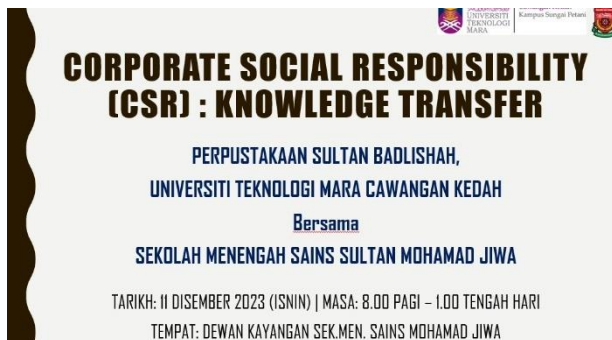 UNIVERSITI
TEKNOLOGI
MARA
Kampus Sungai Petani
CORPORATE SOCIAL RESPONSIBILITY
(CSR) : KNOWLEDGE TRANSFER
PERPUSTAKAAN SULTAN BADLISHAH,
UNIVERSITI TEKNOLOGI MARA CAWANGAN KEDAH
Bersama
SEKOLAH MENENGAH SAINS SULTAN MOHAMAD JIWA
TARIKH: 11 DISEMBER 2023 (ISNIN) | MASA: 8.00 PAGI – 1.00 TENGAH HARI
TEMPAT: DEWAN KAYANGAN SEK.MEN. SAINS MOHAMAD JIWA